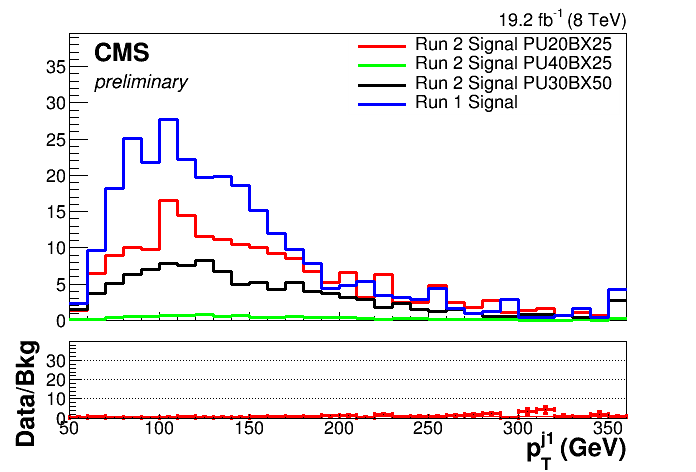 19.2 fb-1 (8 TeV)
CMS
preliminary
Run 2 Signal PU20BX25
Run 2 Signal PU40BX25
Run 2 Signal PU30BX50
Run 1 Signal
35
30
25
20
15
10
5
0
Data/Bkg
30
20
10
0
50 100 150 200 250 300 350
pTj1 (GeV)